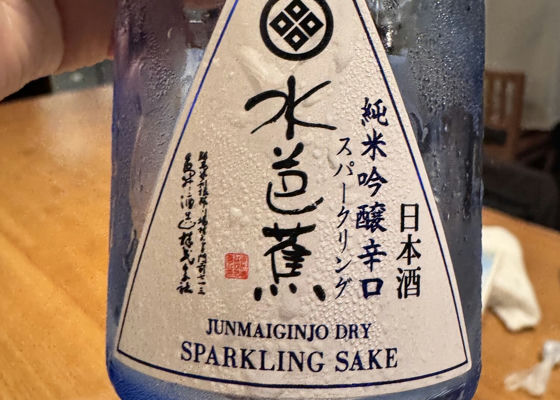 水芭蕉
純米吟醸辛口
スパークリング
日本酒
JUNMAIGINJO DRY
SPARKLING SAKE